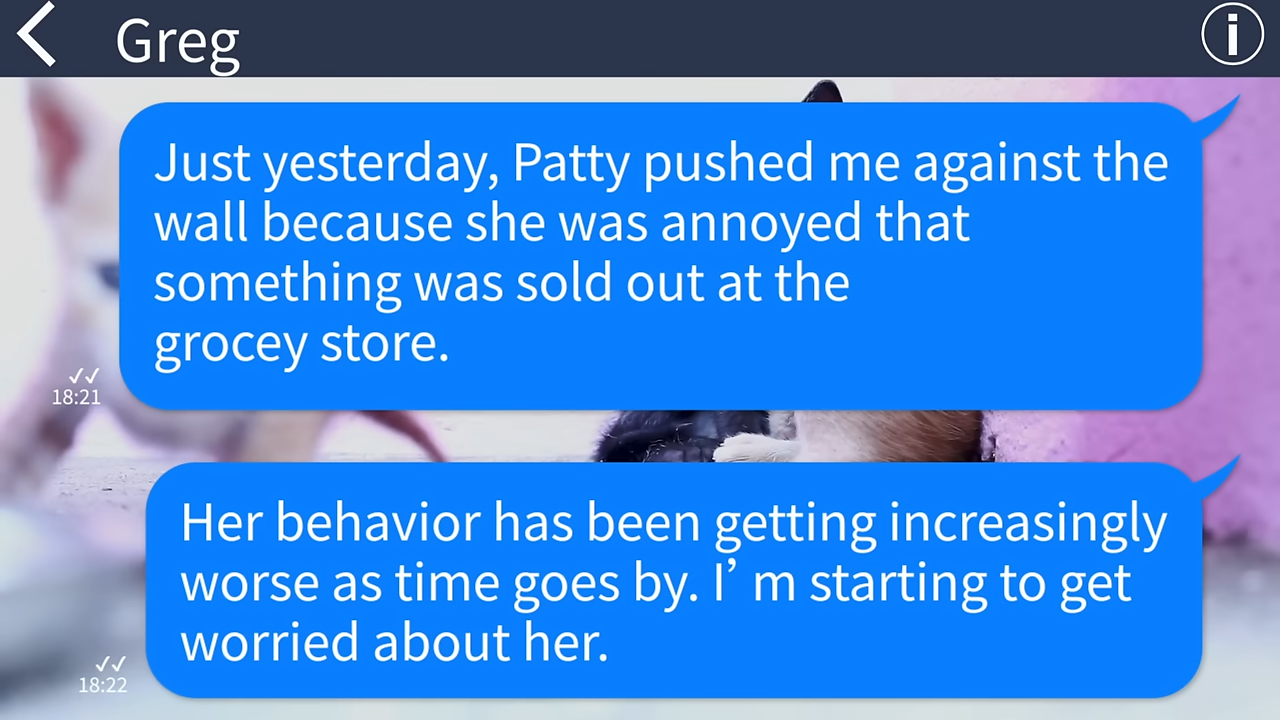 Greg
Just yesterday, Patty pushed me against the
wall because she was annoyed that
something was sold out at the
grocey store.
✓✓
18:21
Her behavior has been getting increasingly
worse as time goes by. I’ m starting to get
worried about her.
✓✓
18:22